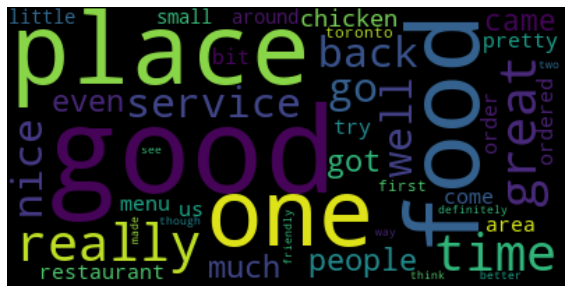 little
small
around
chicken
came
place
toronto
pretty
bit
back
food
two
even
service
go
well
great
order
ordered
nice
good
try
see
got
one
first
menu
us
come
definitely
though
made
really
friendly
area
way
time
much
people
restaurant
think
better